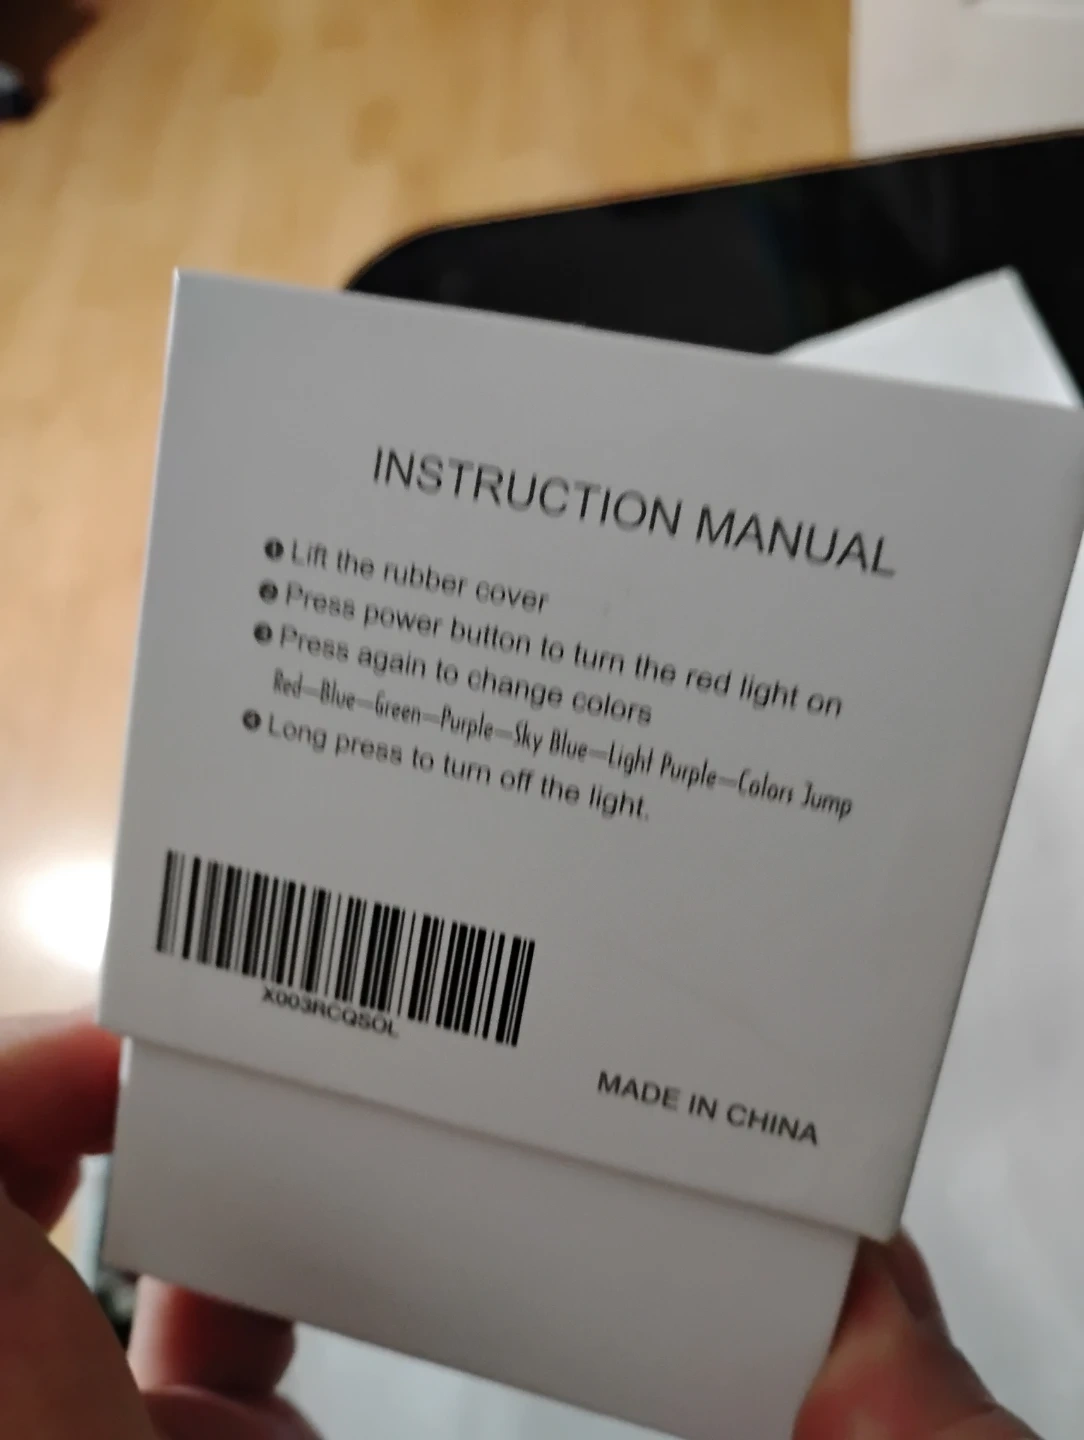 INSTRUCTION MANUAL
❶ Lift the rubber cover
❷ Press power button to turn the red light on
❸ Press again to change colors
Red—Blue—Green—Purple—Sky Blue—Light Purple—Colors Jump
❹ Long press to turn off the light.
X003RCQSOL
MADE IN CHINA